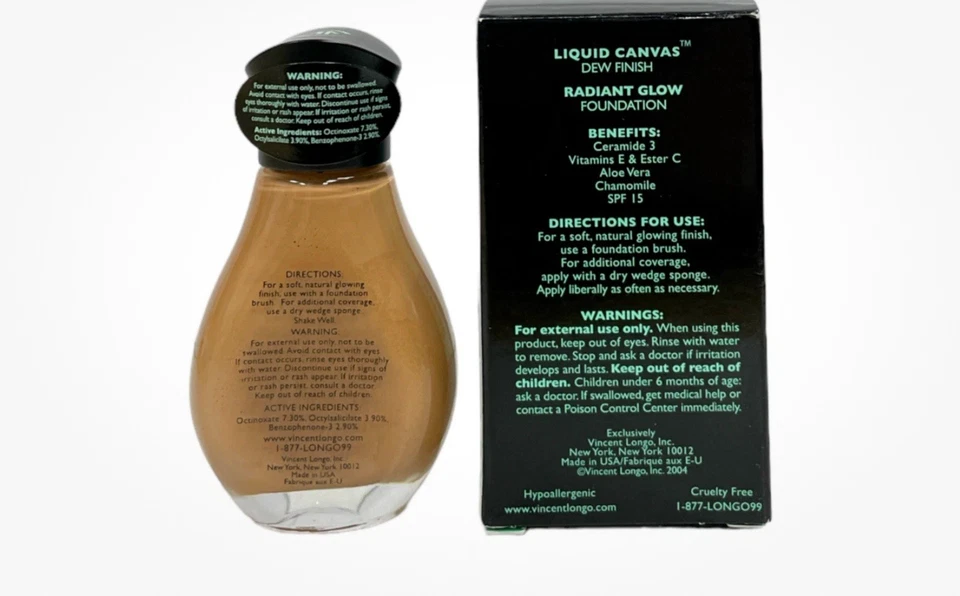 WARNING:
For external use only, not to be swallowed.
Avoid contact with eyes. If contact occurs, rinse
eyes thoroughly with water. Discontinue use if signs
of irritation or rash appear. If irritation or rash persist,
consult a doctor. Keep out of reach of children.
Active Ingredients: Octinoxate 7.30%,
Octylsalicilate 3.90%, Benzophenone-3 2.90%.
DIRECTIONS:
For a soft, natural glowing
finish, use with a foundation
brush. For additional coverage,
use a dry wedge sponge.
Shake Well.
WARNING:
For external use only, not to be
swallowed. Avoid contact with eyes.
If contact occurs, rinse eyes thoroughly
with water. Discontinue use if signs of
irritation or rash appear. If irritation
or rash persist, consult a doctor.
Keep out of reach of children.
ACTIVE INGREDIENTS:
Octinoxate 7.30%, Octylsalicilate 3.90%,
Benzophenone-3 2.90%
www.vincentlongo.com
1-877-LONGO99
Vincent Longo, Inc.
New York, New York 10012
Made in USA
Fabrique aux E-U
LIQUID CANVAS™
DEW FINISH
RADIANT GLOW
FOUNDATION
BENEFITS:
Ceramide 3
Vitamins E & Ester C
Aloe Vera
Chamomile
SPF 15
DIRECTIONS FOR USE:
For a soft, natural glowing finish,
use a foundation brush.
For additional coverage,
apply with a dry wedge sponge.
Apply liberally as often as necessary.
WARNINGS:
For external use only. When using this
product, keep out of eyes. Rinse with water
to remove. Stop and ask a doctor if irritation
develops and lasts. Keep out of reach of
children. Children under 6 months of age:
ask a doctor. If swallowed, get medical help or
contact a Poison Control Center immediately.
Exclusively
Vincent Longo, Inc.
New York, New York 10012
Made in USA/Fabrique aux E-U
©Vincent Longo, Inc. 2004
Hypoallergenic
Cruelty Free
www.vincentlongo.com
1-877-LONGO99